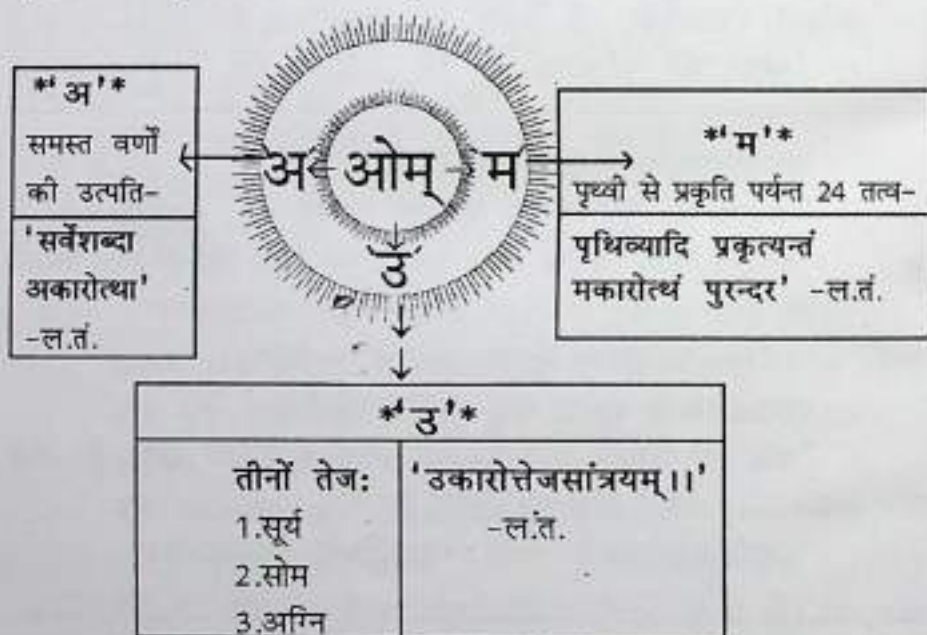 *'अ'*
समस्त वर्णों
की उत्पति-
'सर्वेशब्दा
अकारोत्था'
-ल.तं.
अ ओम् म
उ
*'म'*
पृथ्वी से प्रकृति पर्यन्त 24 तत्व-
पृथिव्यादि प्रकृत्यन्तं
मकारोत्थं पुरन्दर' -ल.तं.
*'उ'*
तीनों तेज:
1.सूर्य
2.सोम
3.अग्नि
'उकारोत्तेजसांत्रयम्।।'
-ल.ंत.